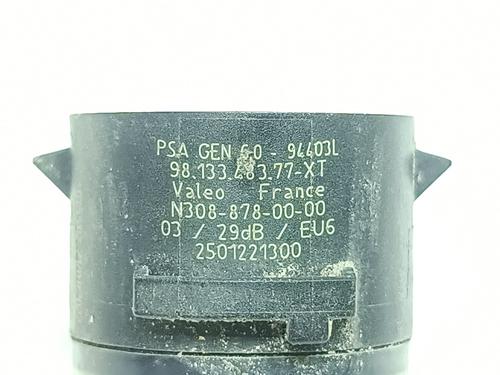 PSA GEN 6.0 - 94403L
98.133.483.77-XT
Valeo France
N308-878-00-00
03 / 29dB / EU6
2501221300